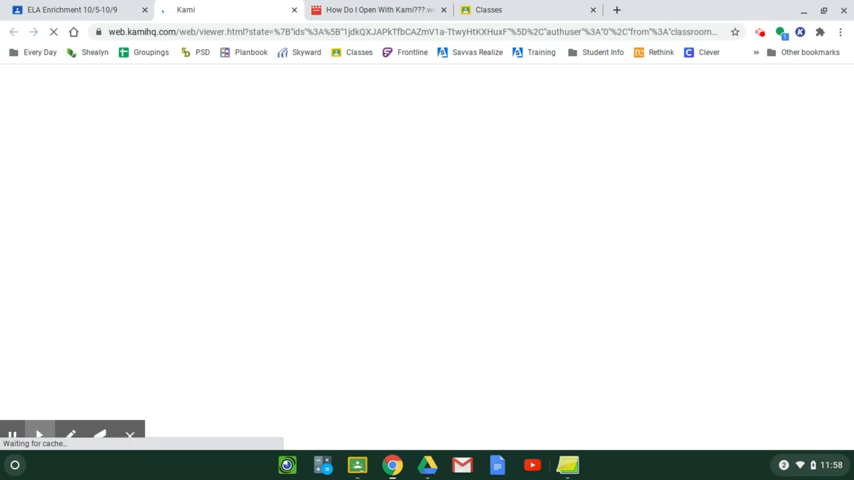 ELA Enrichment 10/5-10/9
Kami
How Do I Open With Kami???.w
Classes
web.kamihq.com/web/viewer.html?state=%7B"ids"%3A%5B"1jdkQXJAPkTfbCAZmV1a-TtwyHtKXHuxF"%5D%2C"authuser"%3A"0"%2C"from"%3A"classroom...
Every Day Shealyn Groupings PSD Planbook Skyward Classes Frontline Savvas Realize Training Student Info Rethink Clever » Other bookmarks
Waiting for cache...
2 11:58